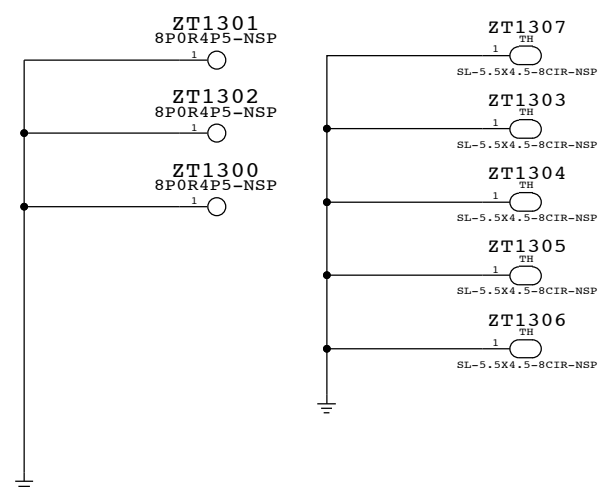 ZT1301
8P0R4P5-NSP
1
ZT1302
8P0R4P5-NSP
1
ZT1300
8P0R4P5-NSP
1
ZT1307
TH
1
SL-5.5X4.5-8CIR-NSP
ZT1303
TH
1
SL-5.5X4.5-8CIR-NSP
ZT1304
TH
1
SL-5.5X4.5-8CIR-NSP
ZT1305
TH
1
SL-5.5X4.5-8CIR-NSP
ZT1306
TH
1
SL-5.5X4.5-8CIR-NSP